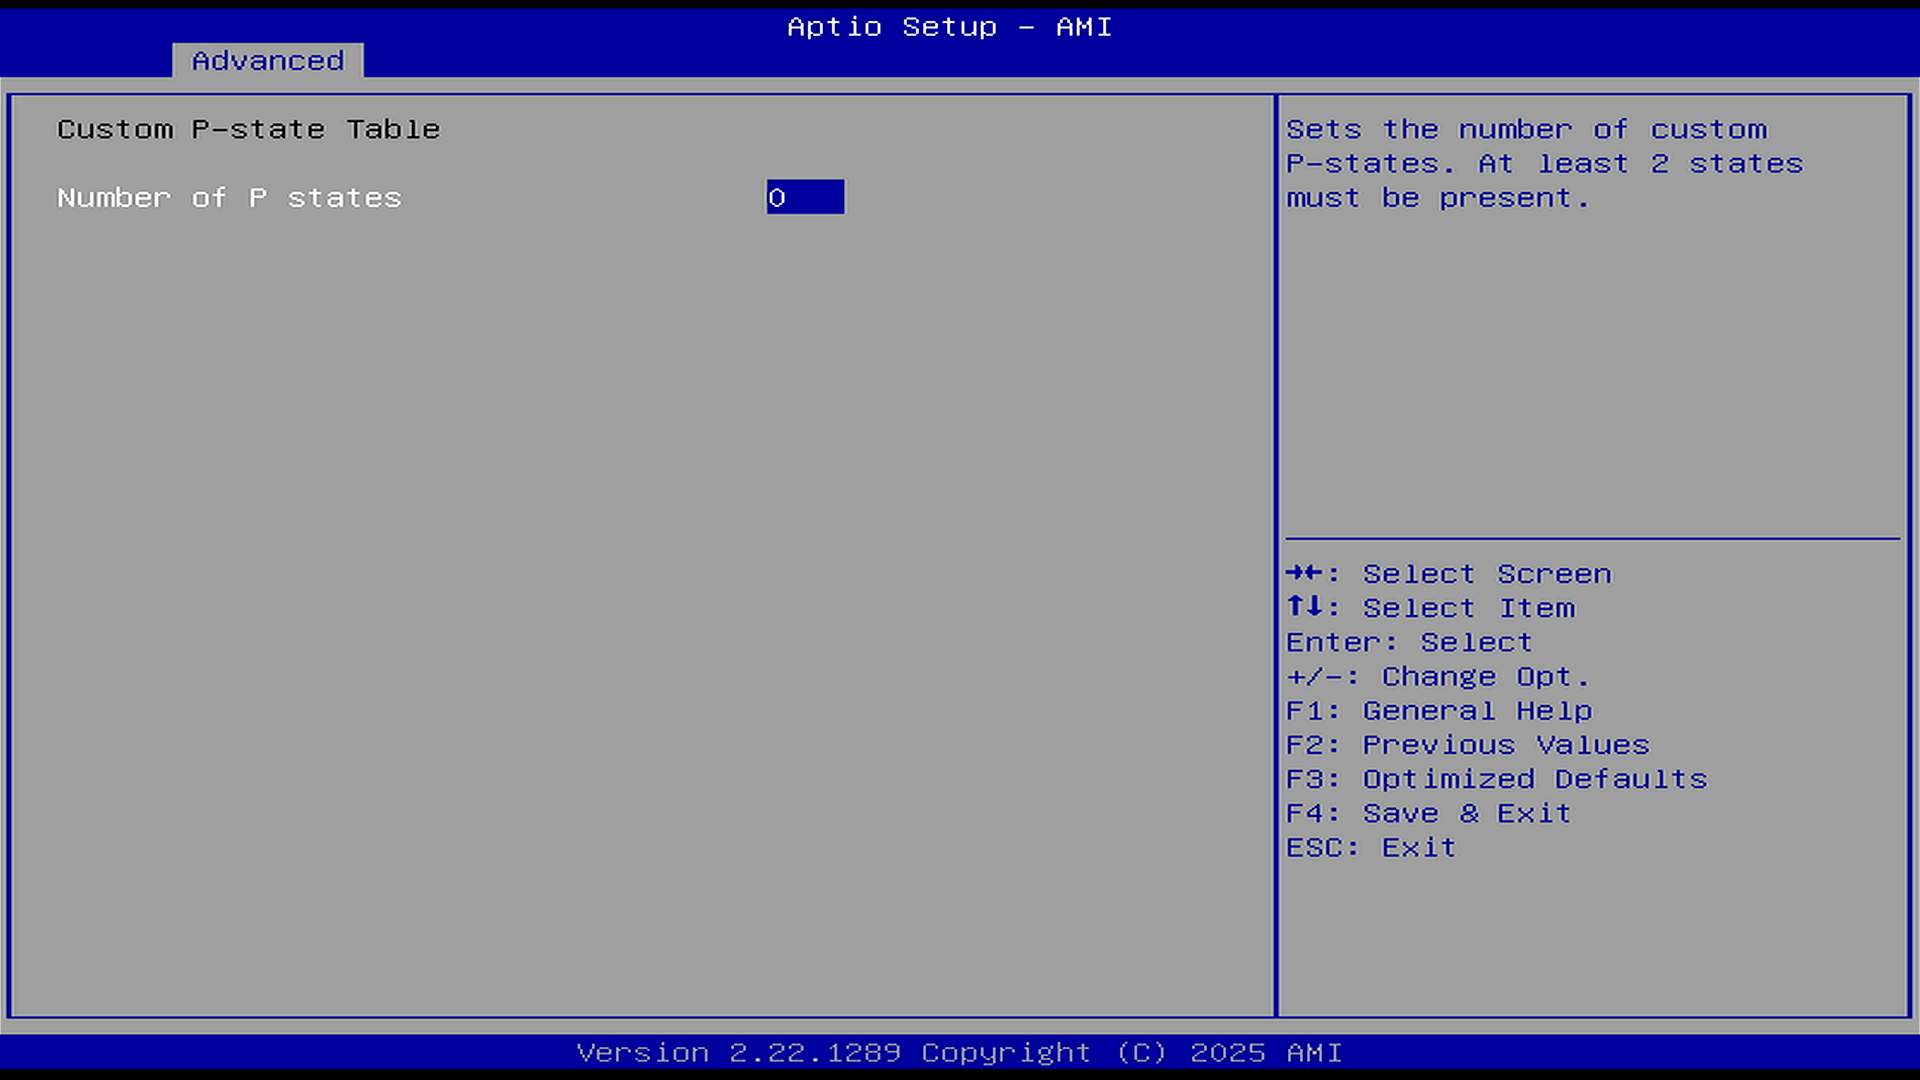 Aptio Setup – AMI
Advanced
Custom P-state Table
Number of P states 0
Sets the number of custom
P-states. At least 2 states
must be present.
→←: Select Screen
↑↓: Select Item
Enter: Select
+/-: Change Opt.
F1: General Help
F2: Previous Values
F3: Optimized Defaults
F4: Save & Exit
ESC: Exit
Version 2.22.1289 Copyright (C) 2025 AMI